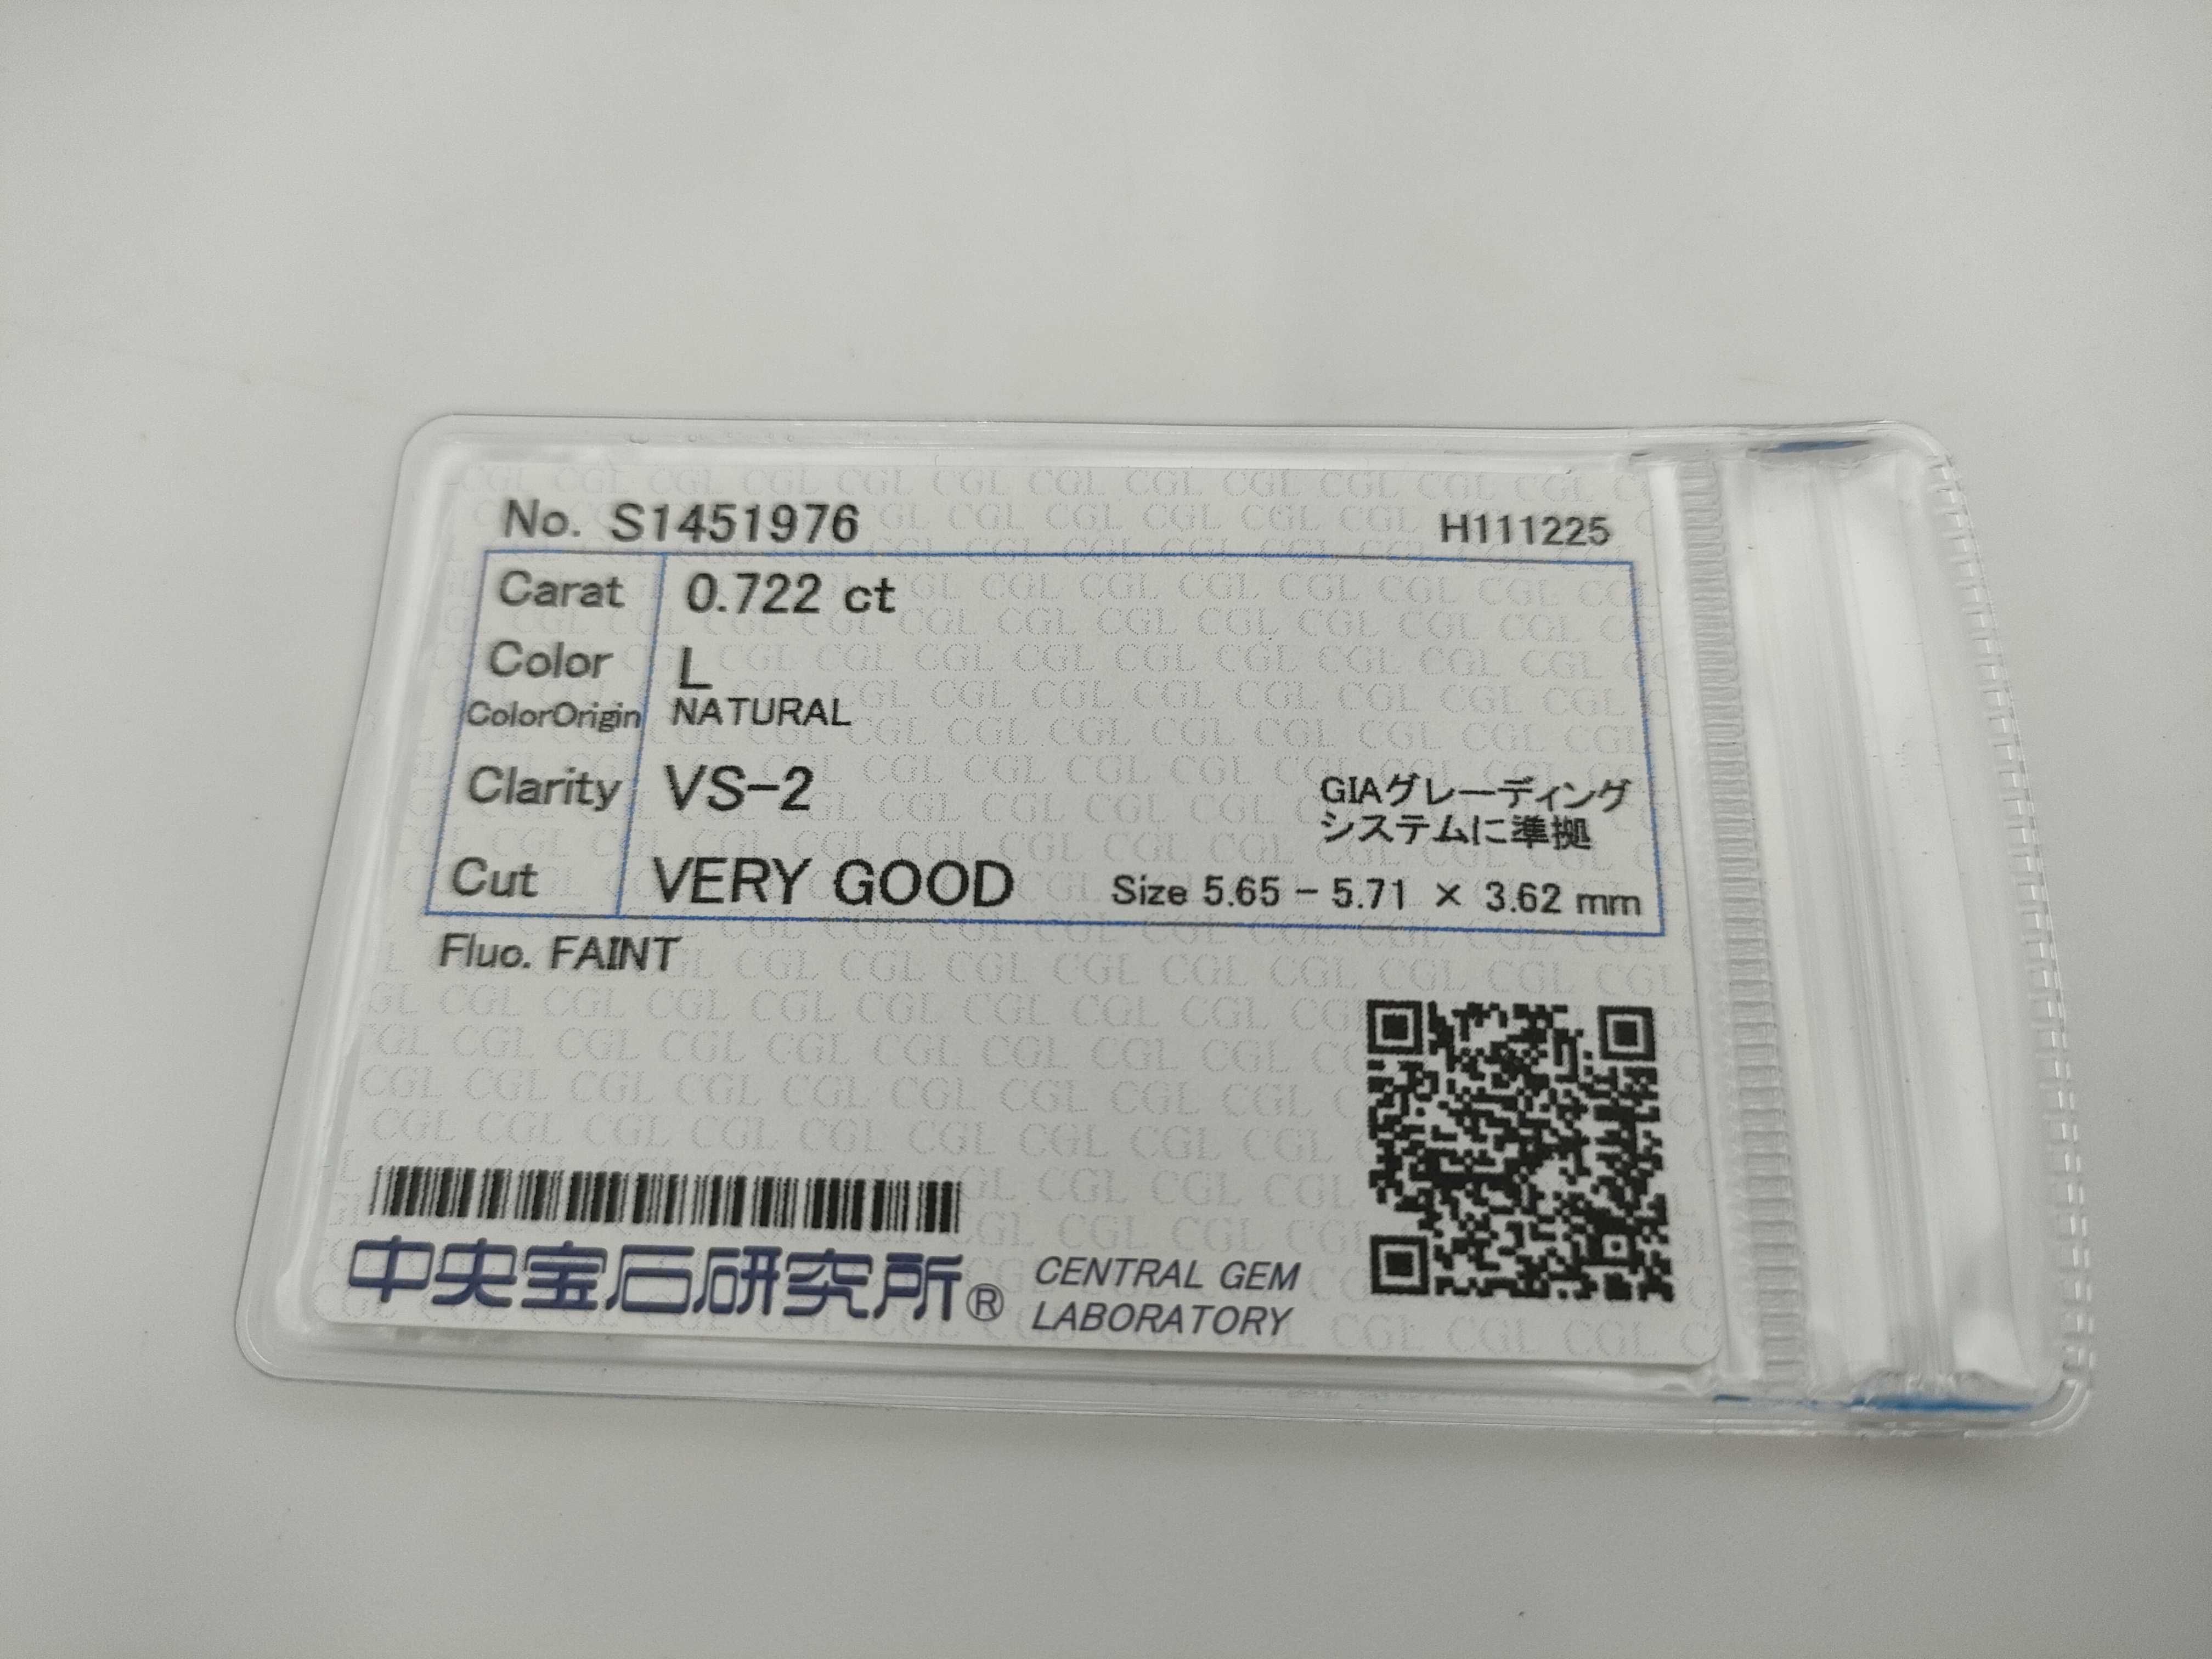 No. S1451976 H111225
Carat 0.722 ct
Color L
ColorOrigin NATURAL
Clarity VS-2
GIAグレーディング
システムに準拠
Cut VERY GOOD Size 5.65 - 5.71 × 3.62 mm
Fluo. FAINT
中央宝石研究所® CENTRAL GEM
LABORATORY